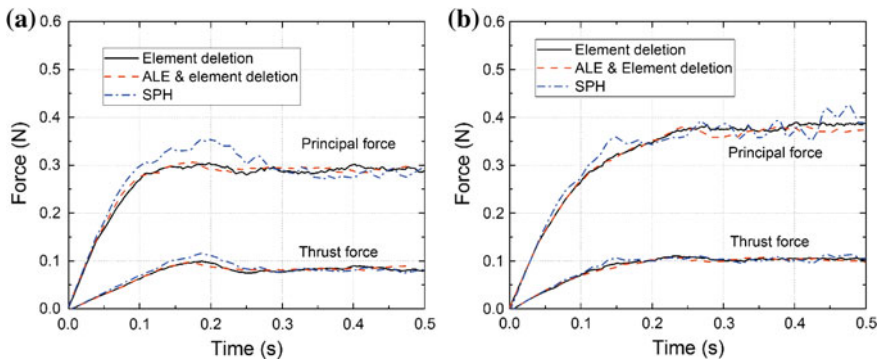 (a)
0.6
0.5
0.4
0.3
0.2
0.1
0.0
Force (N)
Element deletion
ALE & element deletion
SPH
Principal force
Thrust force
0.0 0.1 0.2 0.3 0.4 0.5
Time (s)
(b)
0.6
0.5
0.4
0.3
0.2
0.1
0.0
Force (N)
Element deletion
ALE & Element deletion
SPH
Principal force
Thrust force
0.0 0.1 0.2 0.3 0.4 0.5
Time (s)